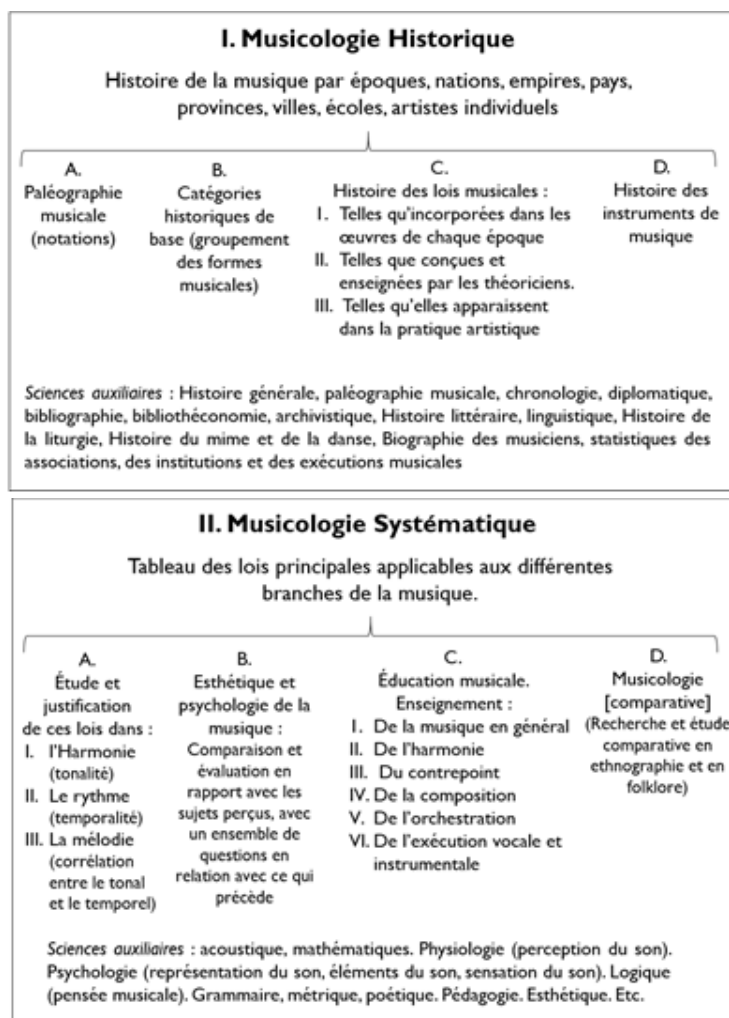 I. Musicologie Historique
Histoire de la musique par époques, nations, empires, pays,
provinces, villes, écoles, artistes individuels
A.
Paléographie
musicale
(notations)
B.
Catégories
historiques de
base (groupement
des formes
musicales)
C.
Histoire des lois musicales :
I. Telles qu'incorporées dans les
œuvres de chaque époque
II. Telles que conçues et
enseignées par les théoriciens.
III. Telles qu'elles apparaissent
dans la pratique artistique
D.
Histoire des
instruments de
musique
Sciences auxiliaires : Histoire générale, paléographie musicale, chronologie, diplomatique,
bibliographie, bibliothéconomie, archivistique, Histoire littéraire, linguistique, Histoire de
la liturgie, Histoire du mime et de la danse, Biographie des musiciens, statistiques des
associations, des institutions et des exécutions musicales
II. Musicologie Systématique
Tableau des lois principales applicables aux différentes
branches de la musique.
A.
Étude et
justification
de ces lois dans :
I. l'Harmonie
(tonalité)
II. Le rythme
(temporalité)
III. La mélodie
(corrélation
entre le tonal
et le temporel)
B.
Esthétique et
psychologie de la
musique :
Comparaison et
évaluation en
rapport avec les
sujets perçus, avec
un ensemble de
questions en
relation avec ce qui
précède
C.
Éducation musicale.
Enseignement :
I. De la musique en général
II. De l'harmonie
III. Du contrepoint
IV. De la composition
V. De l'orchestration
VI. De l'exécution vocale et
instrumentale
D.
Musicologie
[comparative]
(Recherche et étude
comparative en
ethnographie et en
folklore)
Sciences auxiliaires : acoustique, mathématiques. Physiologie (perception du son).
Psychologie (représentation du son, éléments du son, sensation du son). Logique
(pensée musicale). Grammaire, métrique, poétique. Pédagogie. Esthétique. Etc.